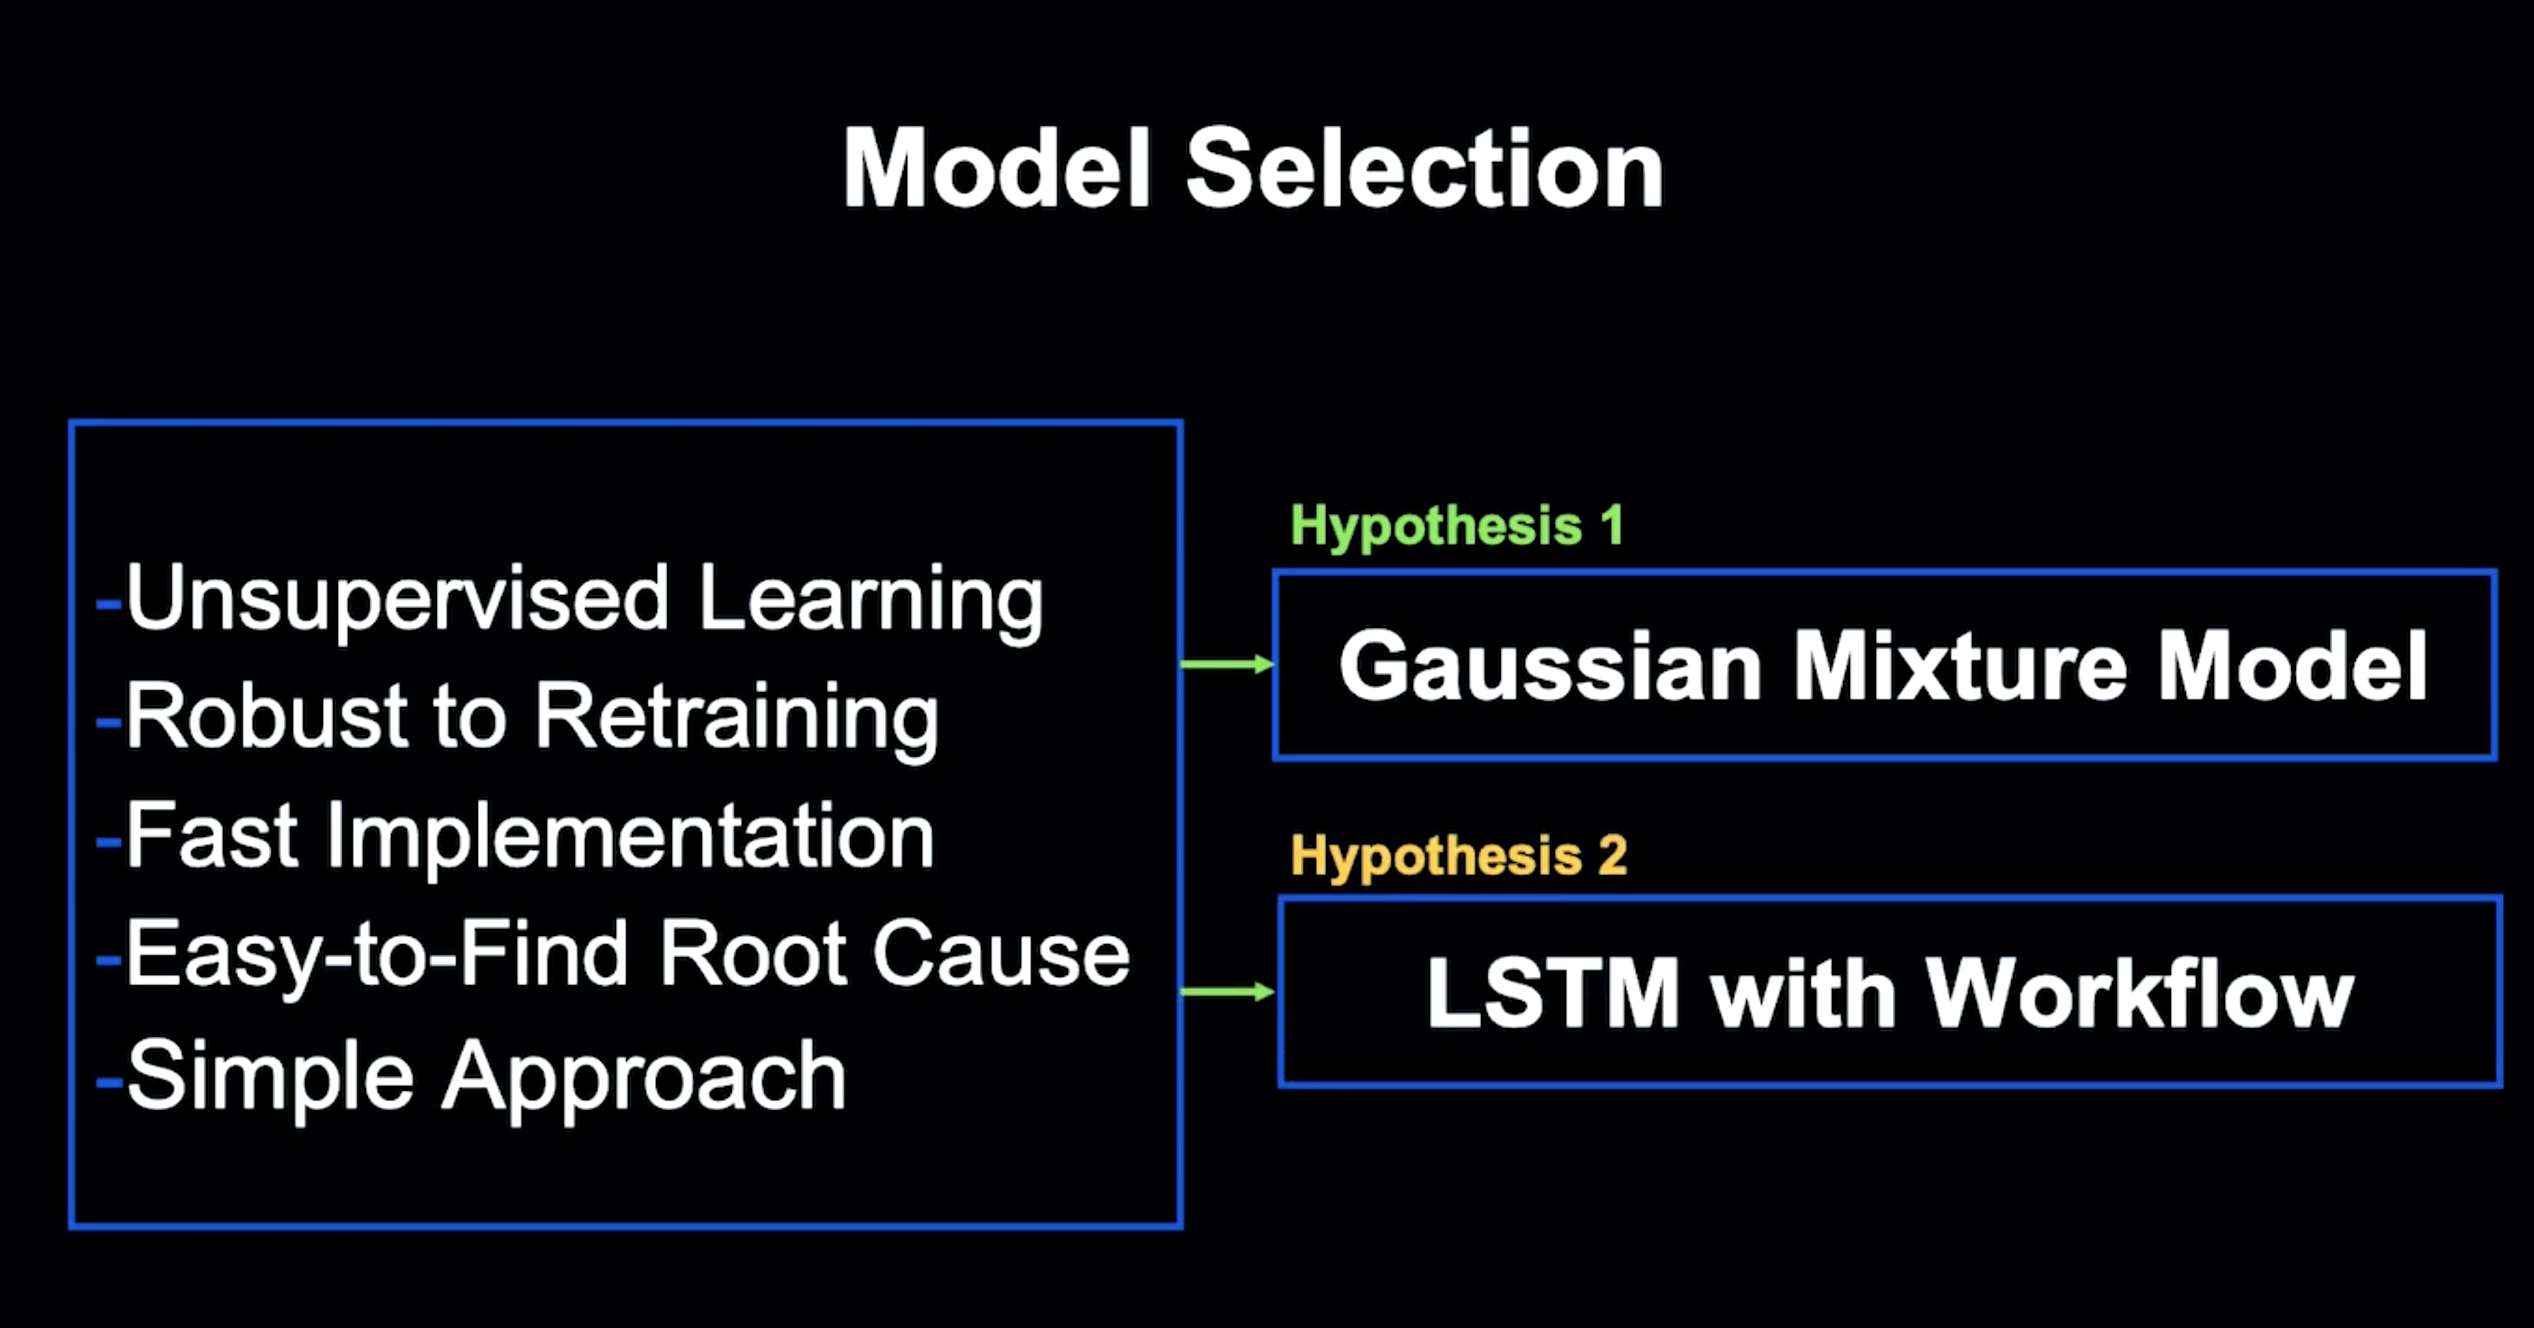 Model Selection
-Unsupervised Learning
-Robust to Retraining
-Fast Implementation
-Easy-to-Find Root Cause
-Simple Approach
Hypothesis 1
Gaussian Mixture Model
Hypothesis 2
LSTM with Workflow